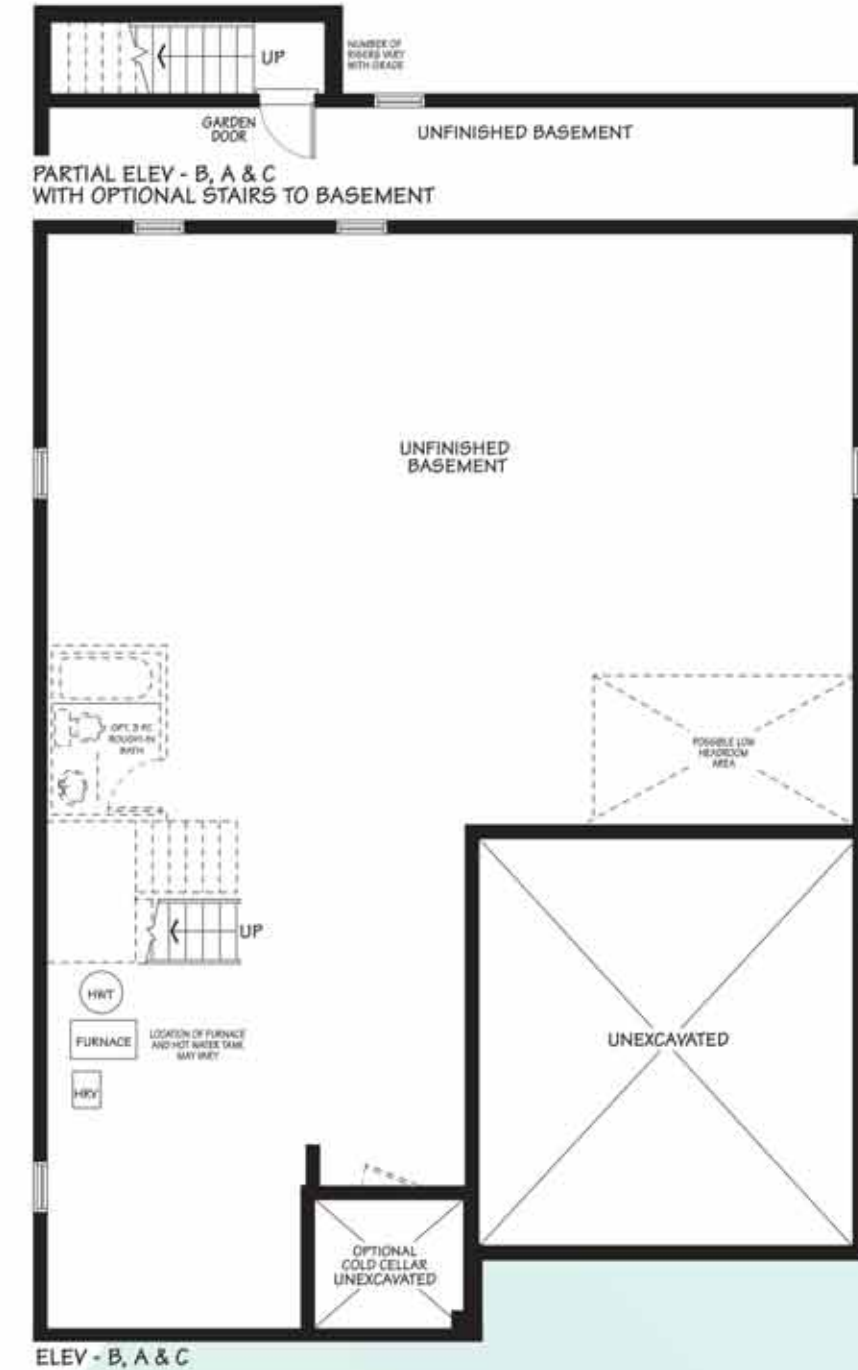 UP
NUMBER OF
RISERS VARY
WITH GRADE
GARDEN
DOOR
UNFINISHED BASEMENT
PARTIAL ELEV - B, A & C
WITH OPTIONAL STAIRS TO BASEMENT
UNFINISHED
BASEMENT
OPT. 3 PC
ROUGH-IN
BATH
POSSIBLE LOW
HEADROOM
AREA
UP
HWT
FURNACE
LOCATION OF FURNACE
AND HOT WATER TANK
MAY VARY
HRV
UNEXCAVATED
OPTIONAL
COLD CELLAR
UNEXCAVATED
ELEV - B, A & C